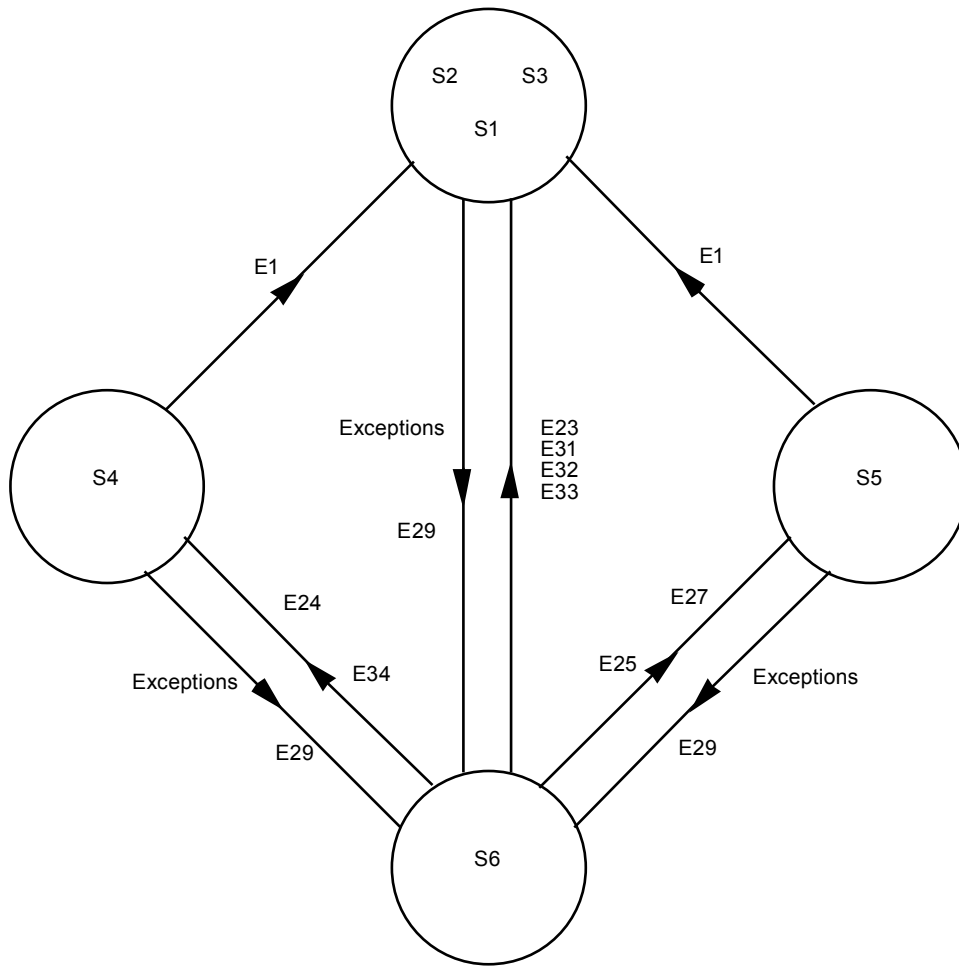 S2
S3
S1
E1
E1
Exceptions
E23
E31
E32
E33
S4
S5
E29
E24
E27
E34
E25
Exceptions
Exceptions
E29
E29
S6